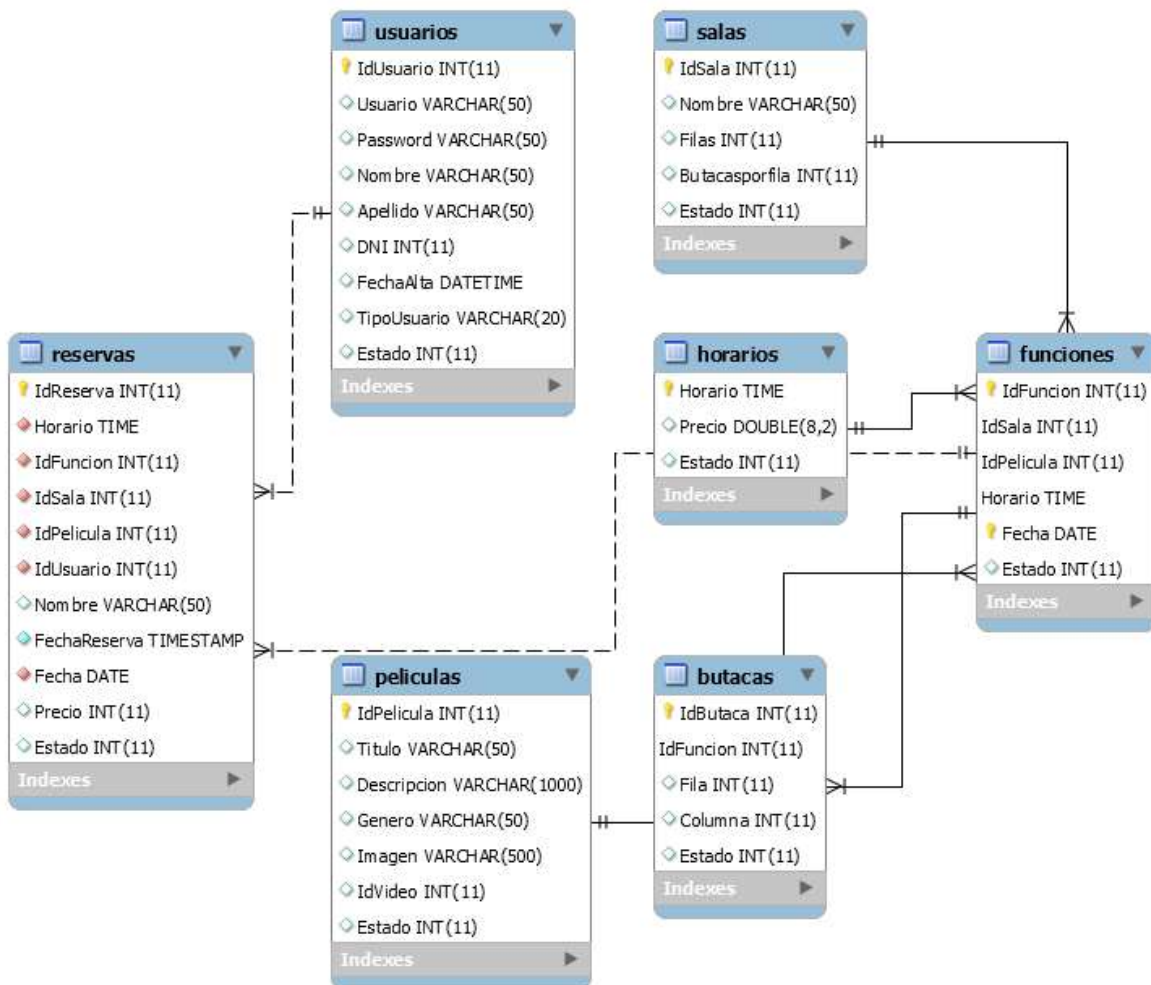 usuarios
IdUsuario INT(11)
Usuario VARCHAR(50)
Password VARCHAR(50)
Nombre VARCHAR(50)
Apellido VARCHAR(50)
DNI INT(11)
FechaAlta DATETIME
TipoUsuario VARCHAR(20)
Estado INT(11)
Indexes
salas
IdSala INT(11)
Nombre VARCHAR(50)
Filas INT(11)
Butacasporfila INT(11)
Estado INT(11)
Indexes
reservas
IdReserva INT(11)
Horario TIME
IdFuncion INT(11)
IdSala INT(11)
IdPelicula INT(11)
IdUsuario INT(11)
Nombre VARCHAR(50)
FechaReserva TIMESTAMP
Fecha DATE
Precio INT(11)
Estado INT(11)
Indexes
horarios
Horario TIME
Precio DOUBLE(8,2)
Estado INT(11)
Indexes
funciones
IdFuncion INT(11)
IdSala INT(11)
IdPelicula INT(11)
Horario TIME
Fecha DATE
Estado INT(11)
Indexes
peliculas
IdPelicula INT(11)
Titulo VARCHAR(50)
Descripcion VARCHAR(1000)
Genero VARCHAR(50)
Imagen VARCHAR(500)
IdVideo INT(11)
Estado INT(11)
Indexes
butacas
IdButaca INT(11)
IdFuncion INT(11)
Fila INT(11)
Columna INT(11)
Estado INT(11)
Indexes